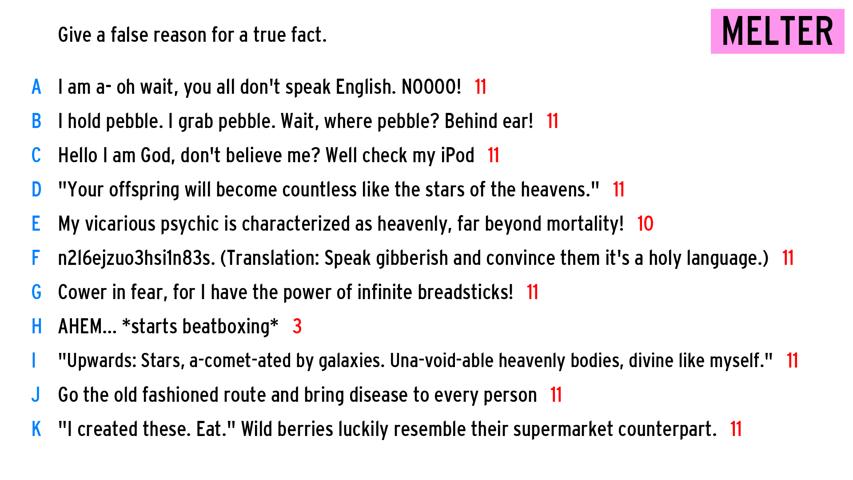 Give a false reason for a true fact.
MELTER
A I am a- oh wait, you all don't speak English. NOOOO! 11
B I hold pebble. I grab pebble. Wait, where pebble? Behind ear! 11
C Hello I am God, don't believe me? Well check my iPod 11
D "Your offspring will become countless like the stars of the heavens." 11
E My vicarious psychic is characterized as heavenly, far beyond mortality! 10
F n2l6ejzuo3hsi1n83s. (Translation: Speak gibberish and convince them it's a holy language.) 11
G Cower in fear, for I have the power of infinite breadsticks! 11
H AHEM... *starts beatboxing* 3
I "Upwards: Stars, a-comet-ated by galaxies. Una-void-able heavenly bodies, divine like myself." 11
J Go the old fashioned route and bring disease to every person 11
K "I created these. Eat." Wild berries luckily resemble their supermarket counterpart. 11